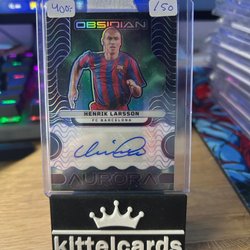 400:-
/50
OBSIDIAN
HENRIK LARSSON
FC BARCELONA
AURORA
kittelcards